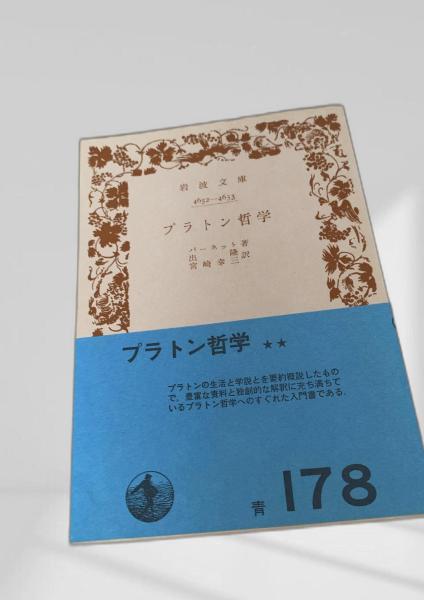 岩波文庫
4652-4653
プラトン哲学
バーネット著
出隆
宮崎幸三訳
プラトン哲学 ★★
プラトンの生活と学説とを要約概説したもの
で，豊富な資料と独創的な解釈に充ち満ちて
いるプラトン哲学へのすぐれた入門書である．
青 178